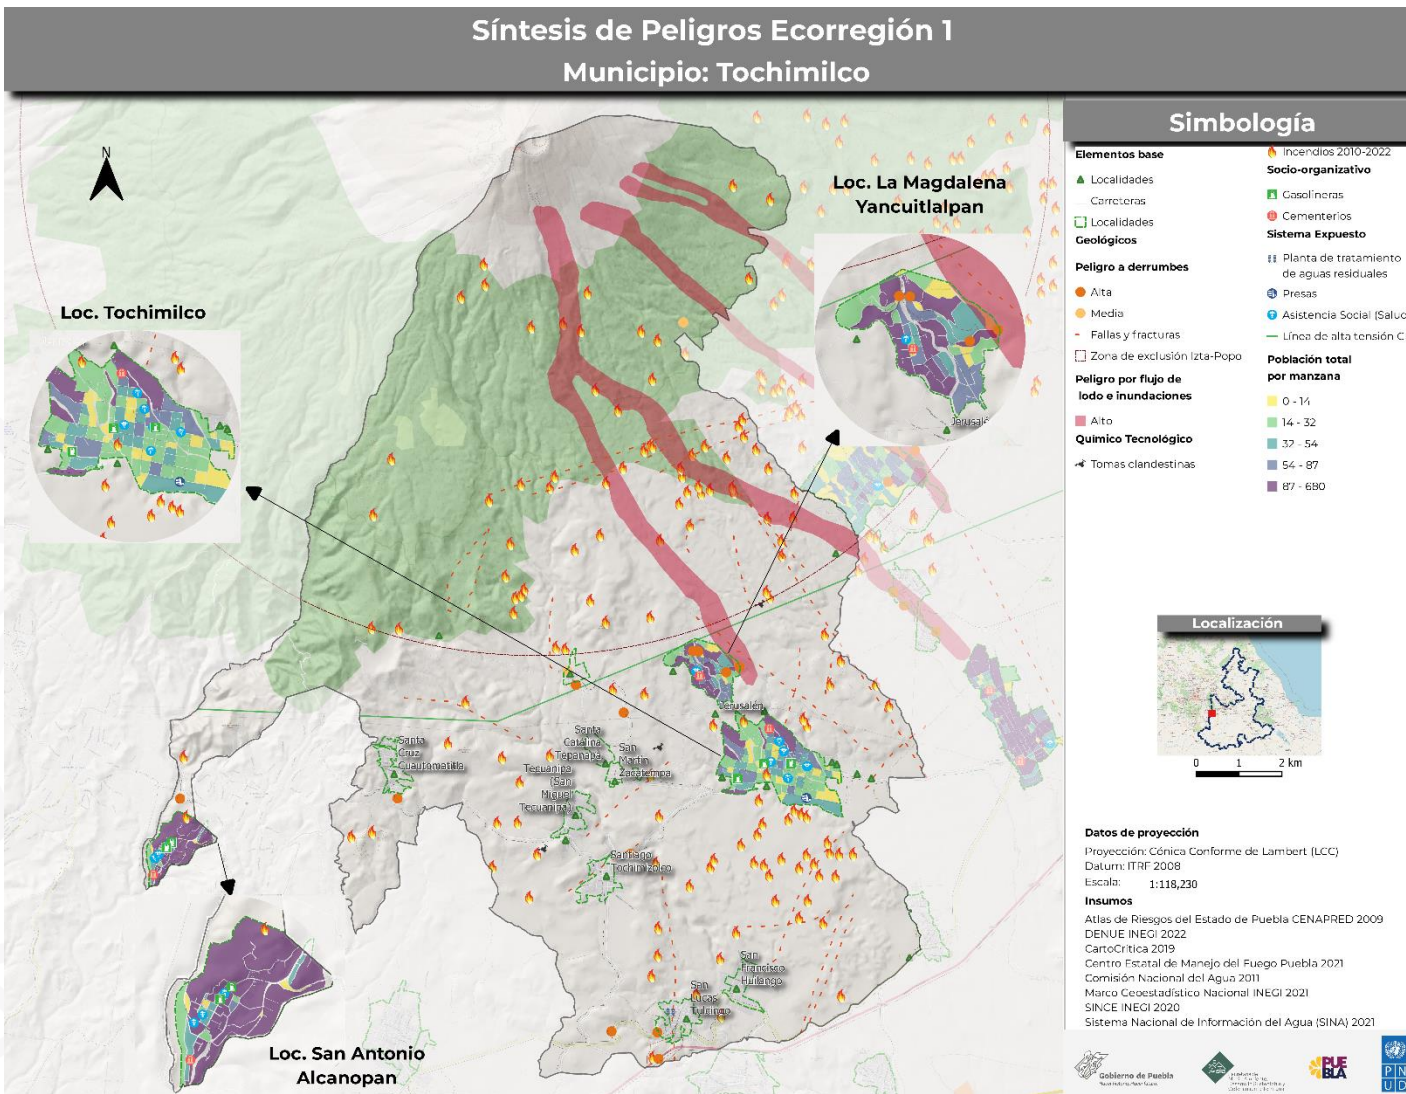 Síntesis de Peligros Ecorregión 1
Municipio: Tochimilco
N
Loc. Tochimilco
Loc. La Magdalena
Yancuitlalpan
Jerusalé
Jerusalén
Santa
Cruz
Cuautomatitla
Santa
Catalina
Tepanapa
San
Martín
Zacatempa
Tecuanipa
(San
Miguel
Tecuanipa)
Santiago
Tochimizolco
San
Francisco
Huilango
San
Lucas
Tulcingo
Loc. San Antonio
Alcanopan
Simbología
Elementos base
Localidades
Carreteras
Localidades
Geológicos
Peligro a derrumbes
Alta
Media
Fallas y fracturas
Zona de exclusión Izta-Popo
Peligro por flujo de
lodo e inundaciones
Alto
Químico Tecnológico
Tomas clandestinas
Incendios 2010-2022
Socio-organizativo
Gasolineras
Cementerios
Sistema Expuesto
Planta de tratamiento
de aguas residuales
Presas
Asistencia Social (Salud
Línea de alta tensión C
Población total
por manzana
0 - 14
14 - 32
32 - 54
54 - 87
87 - 680
Localización
0 1 2 km
Datos de proyección
Proyección: Cónica Conforme de Lambert (LCC)
Datum: ITRF 2008
Escala: 1:118,230
Insumos
Atlas de Riesgos del Estado de Puebla CENAPRED 2009
DENUE INEGI 2022
CartoCrítica 2019
Centro Estatal de Manejo del Fuego Puebla 2021
Comisión Nacional del Agua 2011
Marco Geoestadístico Nacional INEGI 2021
SINCE INEGI 2020
Sistema Nacional de Información del Agua (SINA) 2021
Gobierno de Puebla
PUE
BLA
PN
UD